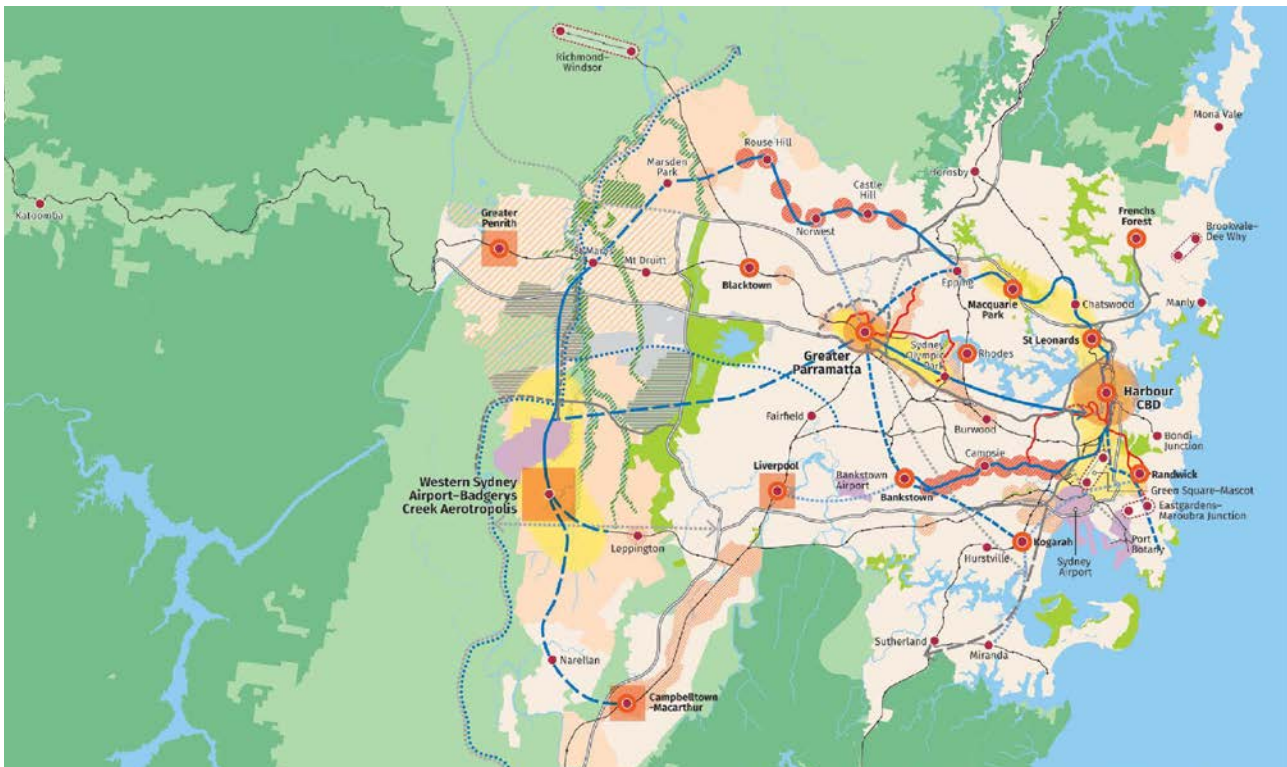 Richmond–
Windsor
Mona Vale
Rouse Hill
Marsden
Park
Castle
Hill
Hornsby
Katoomba
Greater
Penrith
Frenchs
Forest
Norwest
Brookvale–
Dee Why
St Marys
Mt Druitt
Epping
Blacktown
Macquarie
Park
Chatswood
Manly
St Leonards
Sydney
Olympic
Park
Rhodes
Greater
Parramatta
Harbour
CBD
Fairfield
Burwood
Bondi
Junction
Campsie
Western Sydney
Airport–Badgerys
Creek Aerotropolis
Liverpool
Bankstown
Airport
Bankstown
Randwick
Green Square–Mascot
Eastgardens–
Maroubra Junction
Leppington
Kogarah
Port
Botany
Hurstville
Sydney
Airport
Sutherland
Miranda
Narellan
Campbelltown
-Macarthur